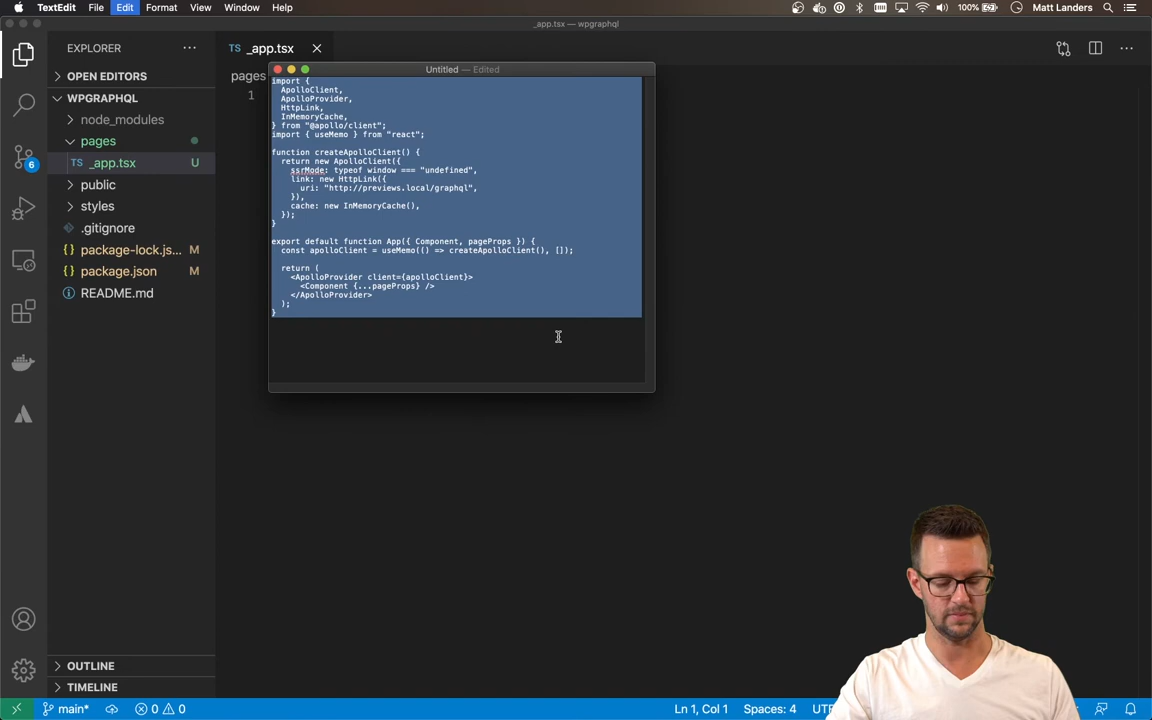 TextEdit File Edit Format View Window Help
100% Matt Landers
_app.tsx — wpgraphql
EXPLORER
TS _app.tsx
OPEN EDITORS
WPGRAPHQL
node_modules
pages
TS _app.tsx U
public
styles
.gitignore
{} package-lock.js... M
{} package.json M
README.md
OUTLINE
TIMELINE
6
pages
1
Untitled — Edited
import {
ApolloClient,
ApolloProvider,
HttpLink,
InMemoryCache,
} from "@apollo/client";
import { useMemo } from "react";
function createApolloClient() {
return new ApolloClient({
ssrMode: typeof window === "undefined",
link: new HttpLink({
uri: "http://previews.local/graphql",
}),
cache: new InMemoryCache(),
});
}
export default function App({ Component, pageProps }) {
const apolloClient = useMemo(() => createApolloClient(), []);
return (
<ApolloProvider client={apolloClient}>
<Component {...pageProps} />
</ApolloProvider>
);
}
main* 0 0 Ln 1, Col 1 Spaces: 4